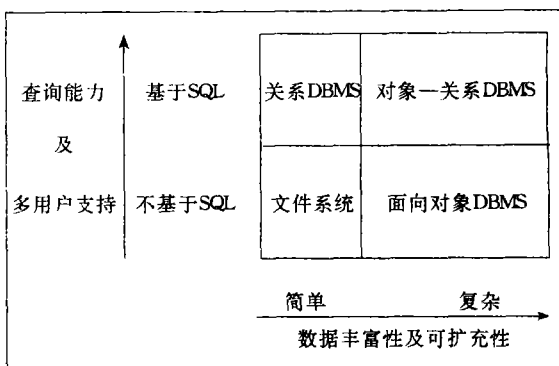 查询能力 基于SQL 关系DBMS 对象—关系DBMS
及
多用户支持 不基于SQL 文件系统 面向对象DBMS
简单 复杂
数据丰富性及可扩充性